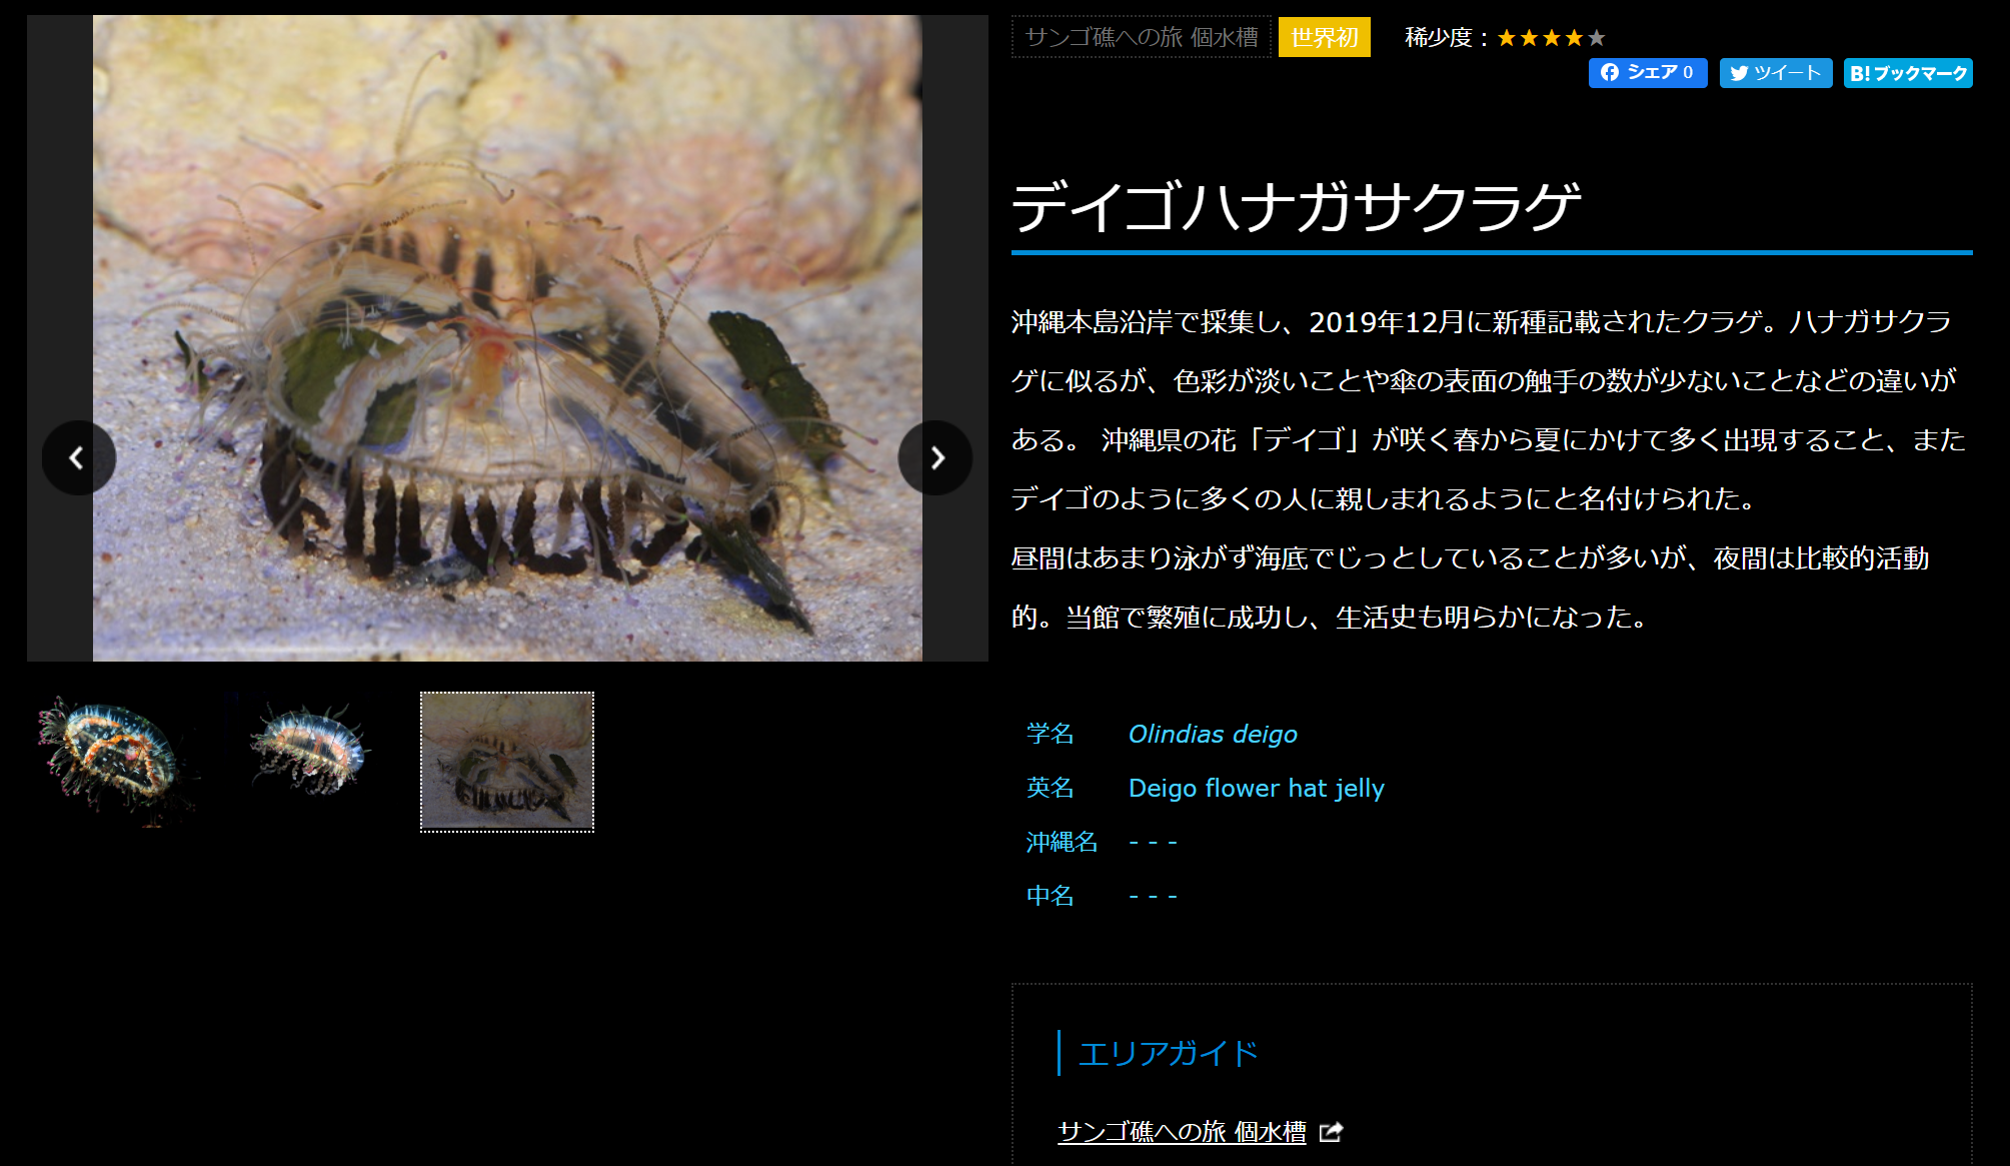 サンゴ礁への旅 個水槽
世界初
稀少度：★★★★★
シェア 0
ツイート
B!ブックマーク
デイゴハナガサクラゲ
沖縄本島沿岸で採集し、2019年12月に新種記載されたクラゲ。ハナガサクラ
ゲに似るが、色彩が淡いことや傘の表面の触手の数が少ないことなどの違いが
ある。 沖縄県の花「デイゴ」が咲く春から夏にかけて多く出現すること、また
デイゴのように多くの人に親しまれるようにと名付けられた。
昼間はあまり泳がず海底でじっとしていることが多いが、夜間は比較的活動
的。当館で繁殖に成功し、生活史も明らかになった。
学名 Olindias deigo
英名 Deigo flower hat jelly
沖縄名 - - -
中名 - - -
エリアガイド
サンゴ礁への旅 個水槽